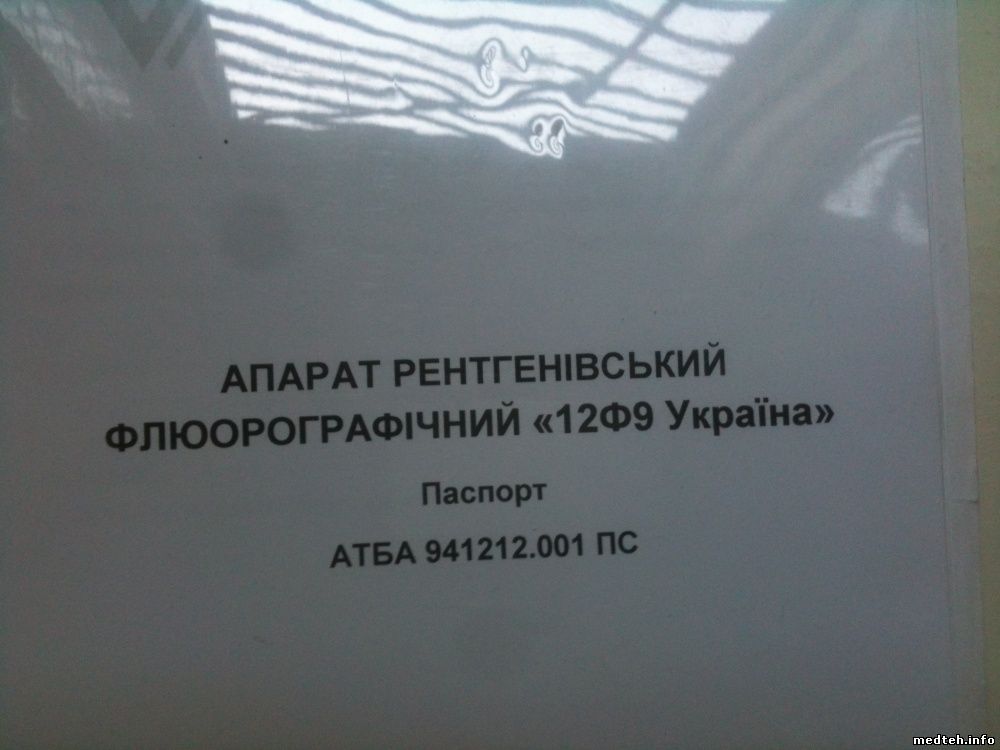 АПАРАТ РЕНТГЕНІВСЬКИЙ
ФЛЮОРОГРАФІЧНИЙ «12Ф9 Україна»
Паспорт
АТБА 941212.001 ПС
medteh.info